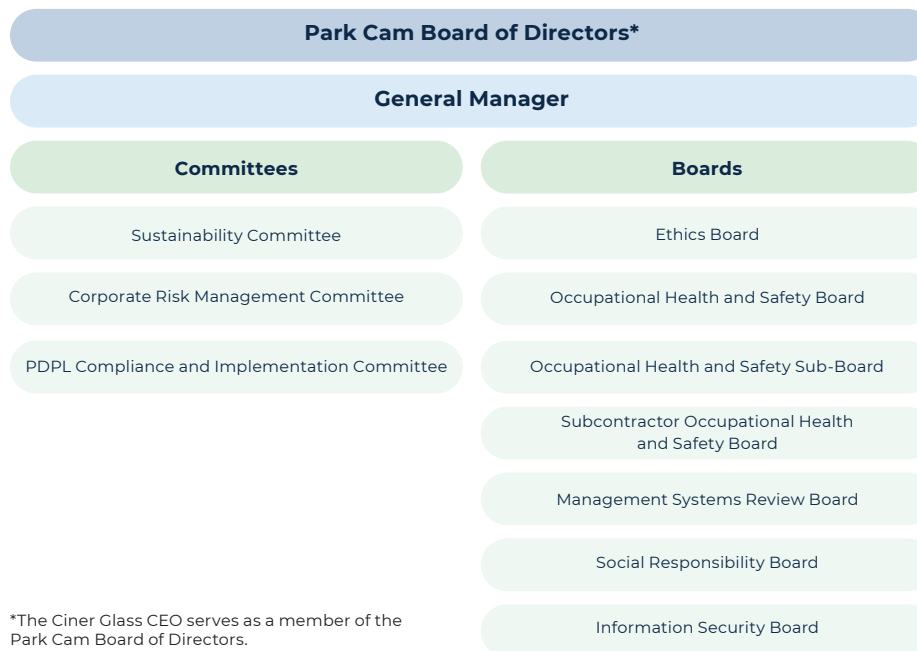 Park Cam Board of Directors*
General Manager
Committees
Sustainability Committee
Corporate Risk Management Committee
PDPL Compliance and Implementation Committee
Boards
Ethics Board
Occupational Health and Safety Board
Occupational Health and Safety Sub-Board
Subcontractor Occupational Health
and Safety Board
Management Systems Review Board
Social Responsibility Board
Information Security Board
*The Ciner Glass CEO serves as a member of the
Park Cam Board of Directors.